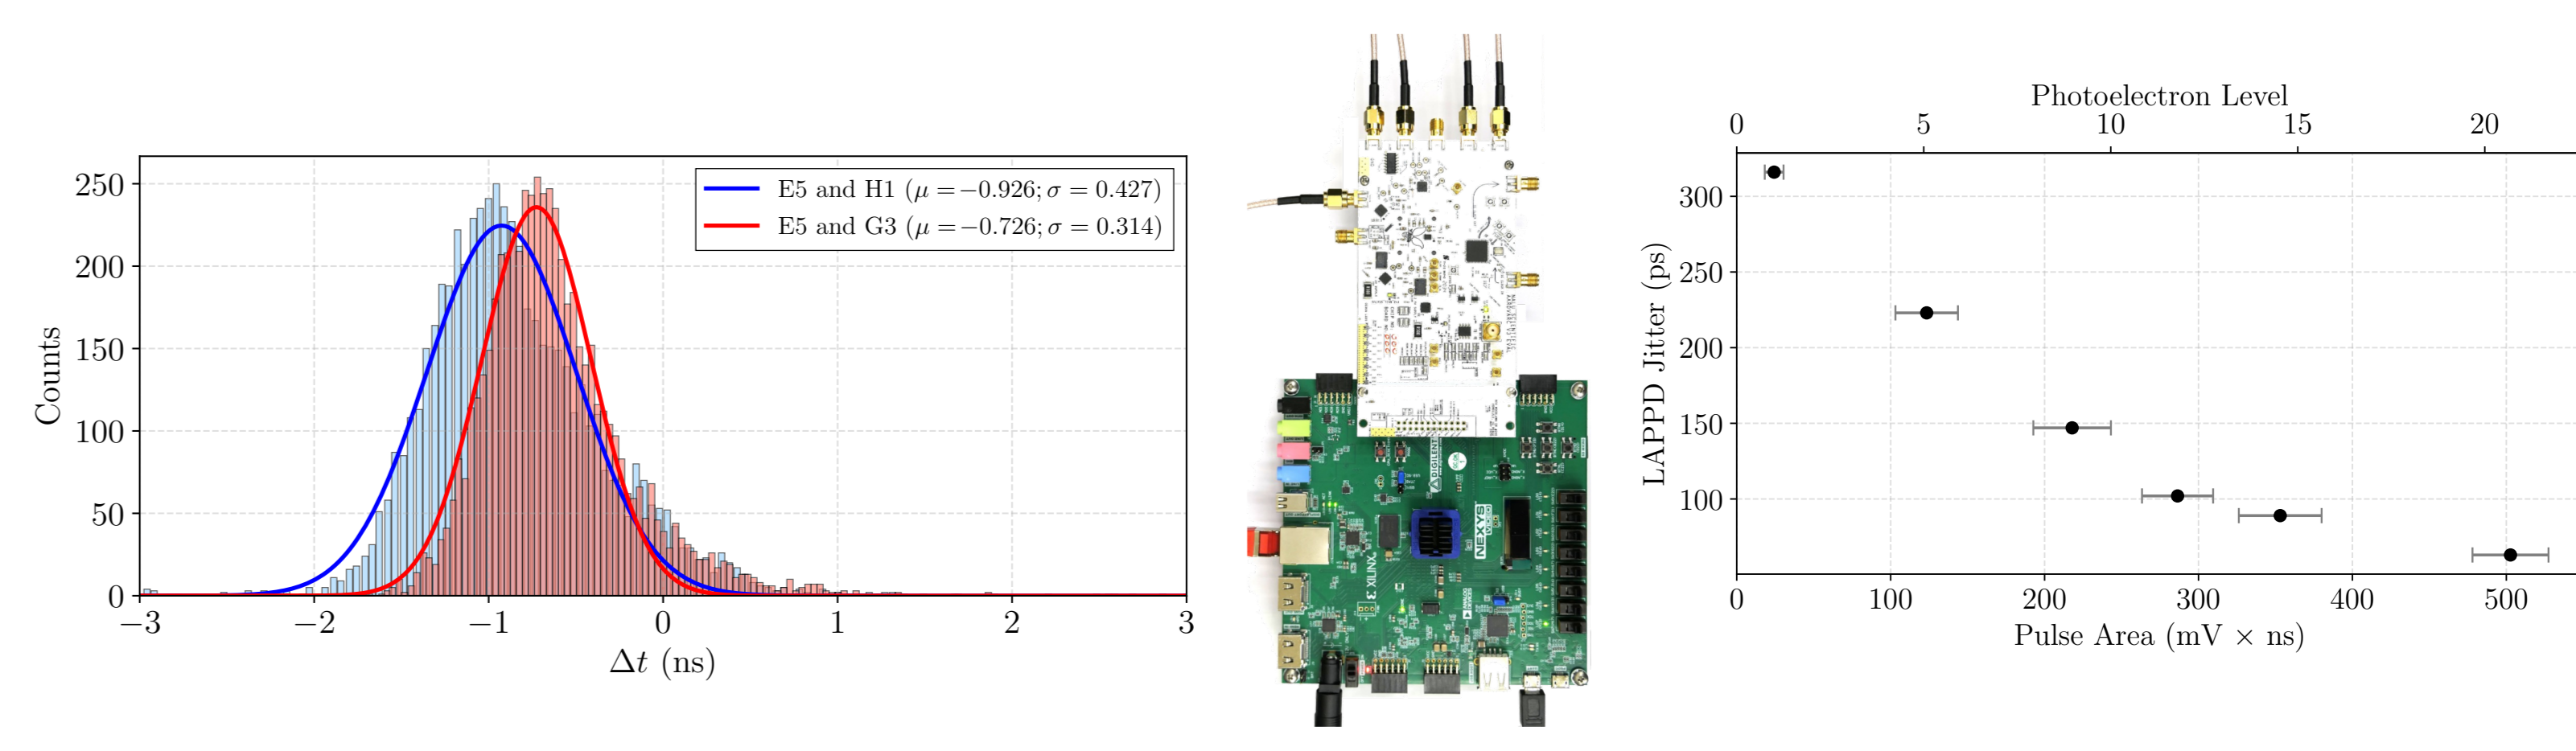 250
200
150
100
50
0
Counts
−3
−2
−1
0
1
2
3
Δt (ns)
E5 and H1 (μ = −0.926; σ = 0.427)
E5 and G3 (μ = −0.726; σ = 0.314)
DIGILENT
NEXYS
VIDEO
XILINX
Photoelectron Level
0
5
10
15
20
300
250
200
150
100
LAPPD Jitter (ps)
0
100
200
300
400
500
Pulse Area (mV × ns)